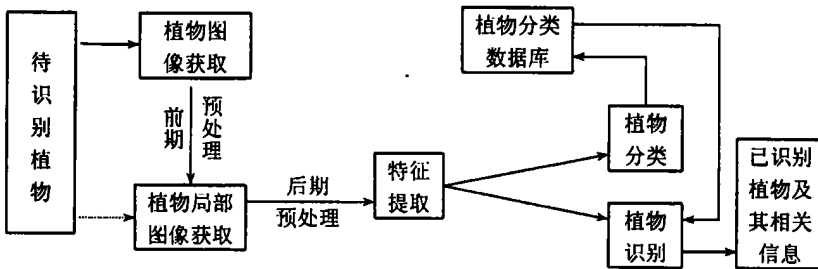 待识别植物
植物图
像获取
前期
预处理
植物局部
图像获取
后期
预处理
特征
提取
植物分类
数据库
植物
分类
植物
识别
已识别
植物及
其相关
信息